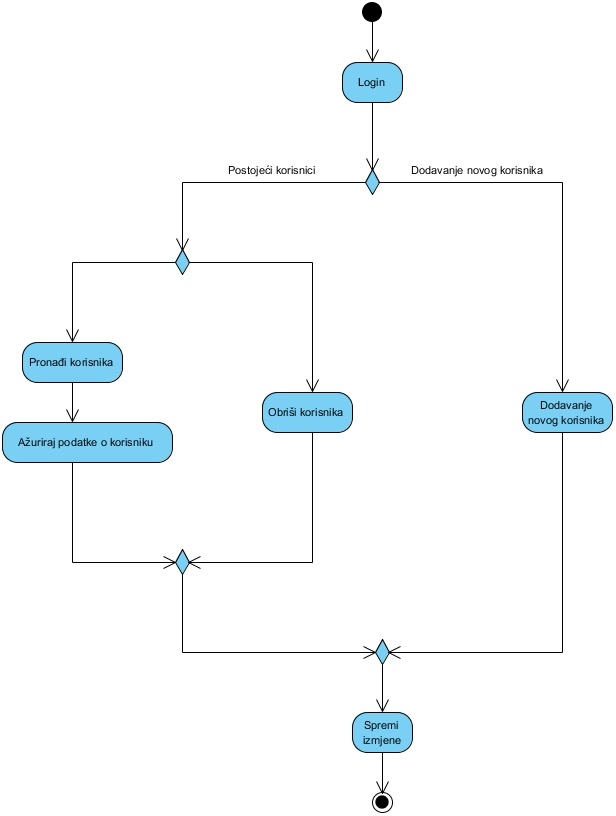 Login
Postojeći korisnici
Dodavanje novog korisnika
Pronađi korisnika
Obriši korisnika
Dodavanje
novog korisnika
Ažuriraj podatke o korisniku
Spremi
izmjene